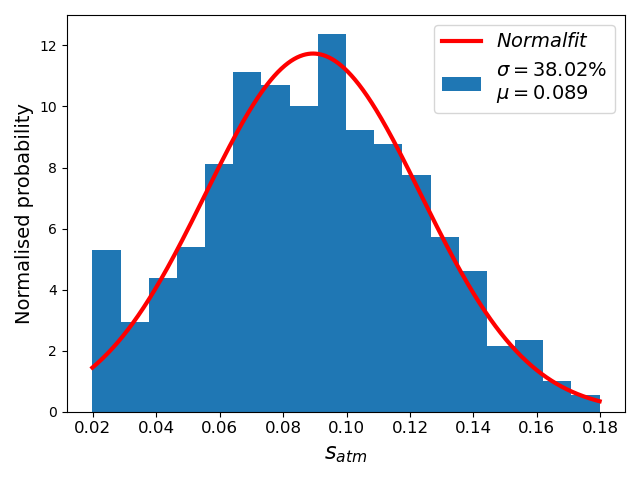 Normalfit
σ = 38.02%
μ = 0.089
Normalised probability
12
10
8
6
4
2
0
0.02 0.04 0.06 0.08 0.10 0.12 0.14 0.16 0.18
s_atm